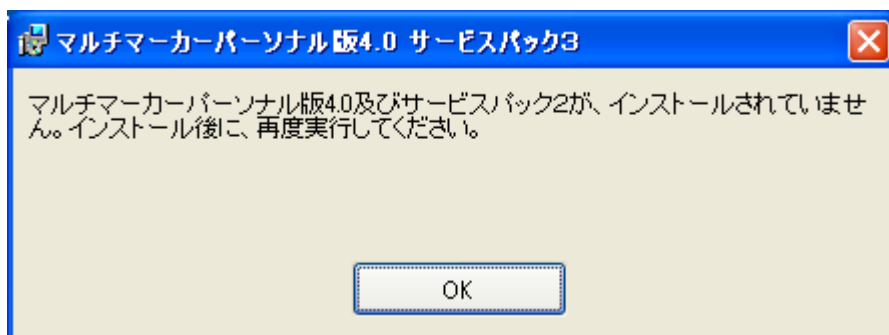 マルチマーカーパーソナル版4.0 サービスパック3
マルチマーカーパーソナル版4.0及びサービスパック2が、インストールされていませ
ん。インストール後に、再度実行してください。
OK